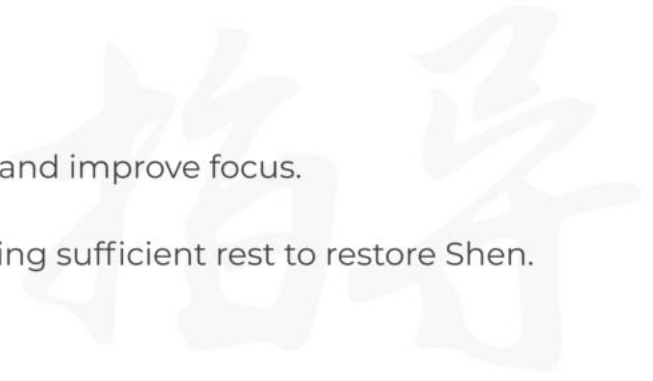 指导
and improve focus.
ing sufficient rest to restore Shen.